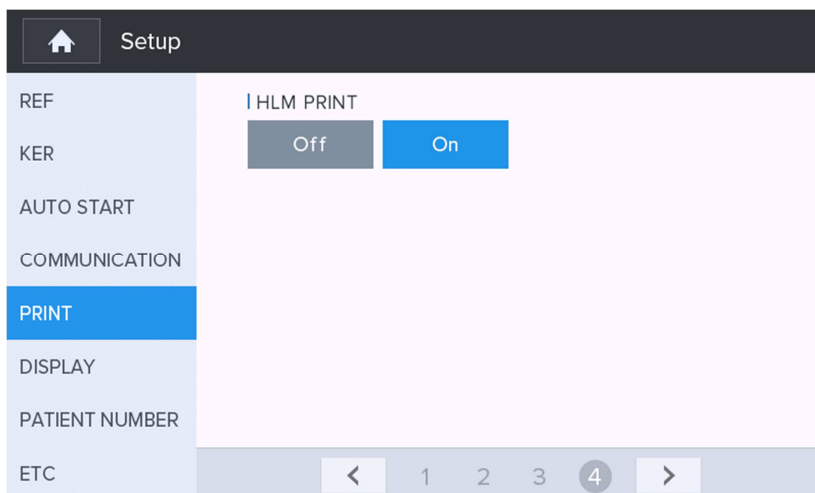 Setup
REF
KER
AUTO START
COMMUNICATION
PRINT
DISPLAY
PATIENT NUMBER
ETC
HLM PRINT
Off On
< 1 2 3 4 >